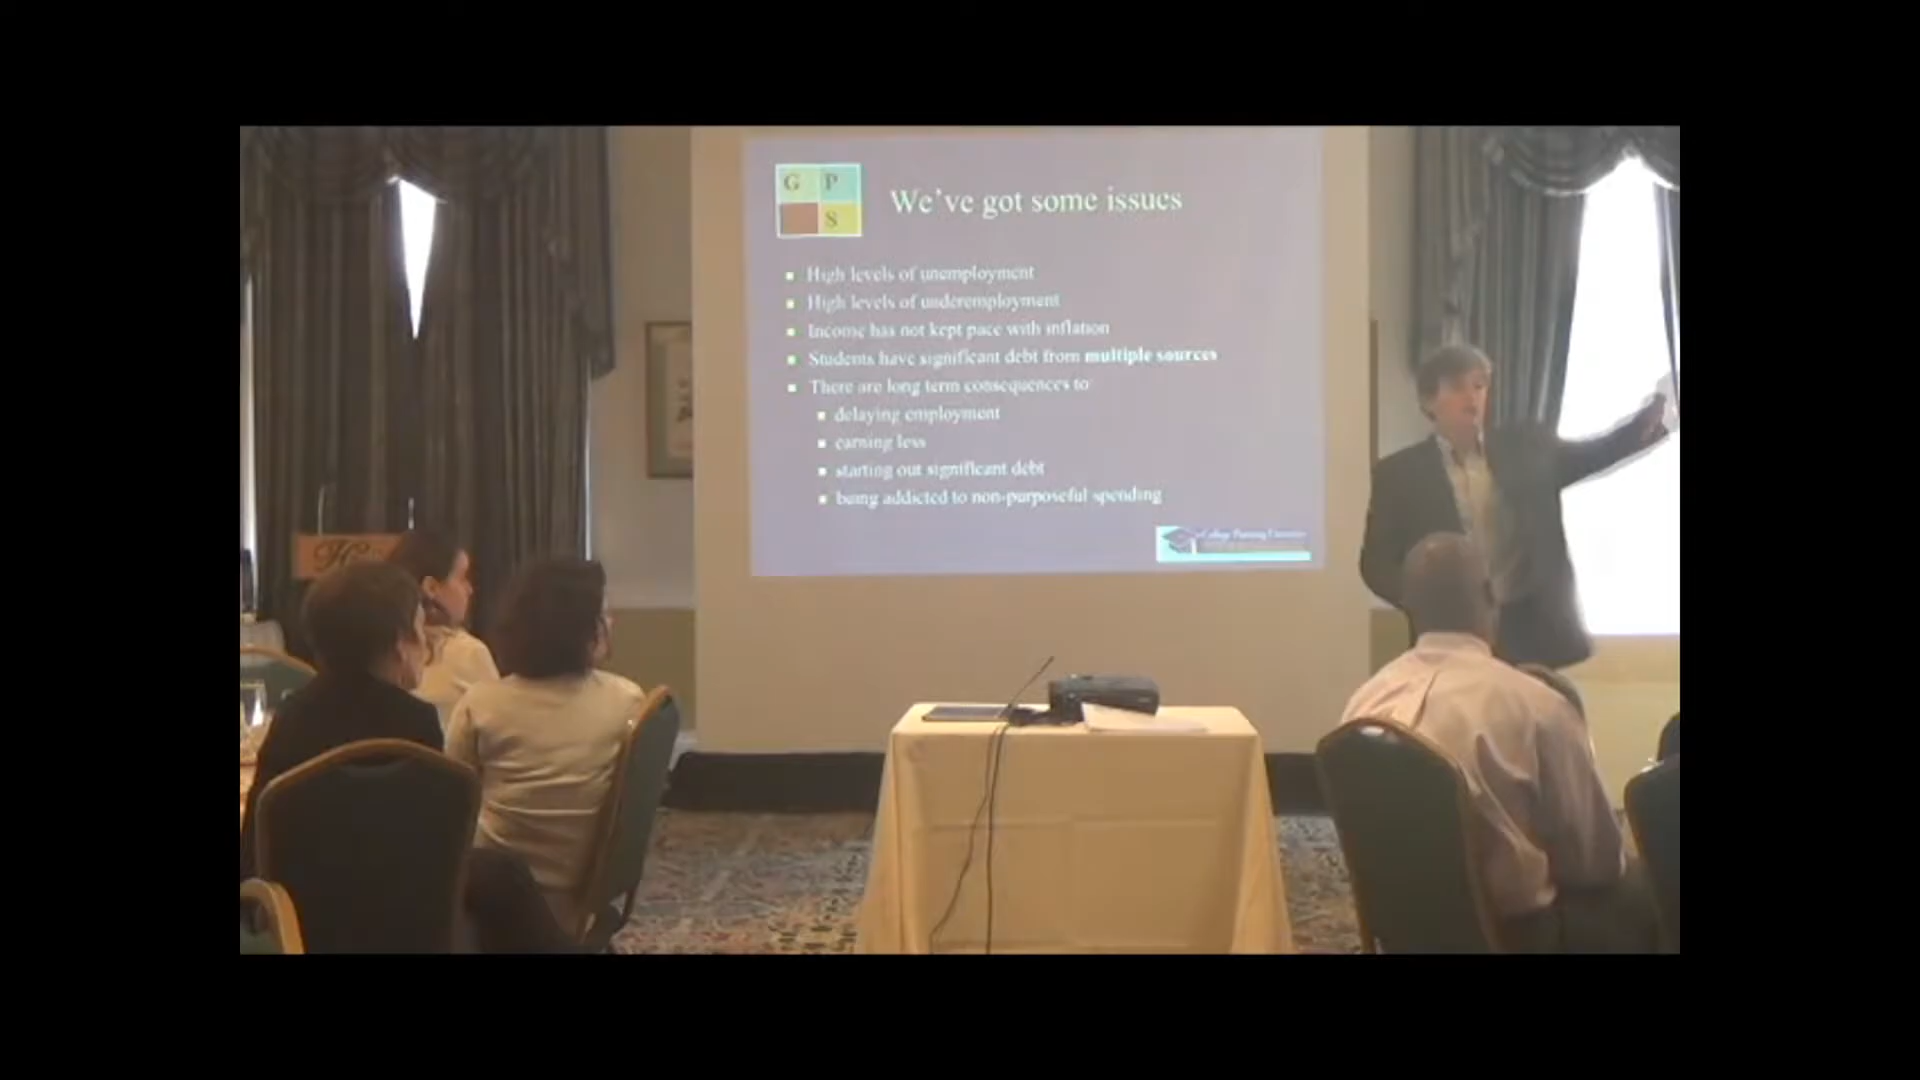 G P
S
We've got some issues
High levels of unemployment
High levels of underemployment
Income has not kept pace with inflation
Students have significant debt from multiple sources
There are long term consequences to
delaying employment
earning less
starting out significant debt
being addicted to non-purposeful spending
College Planning